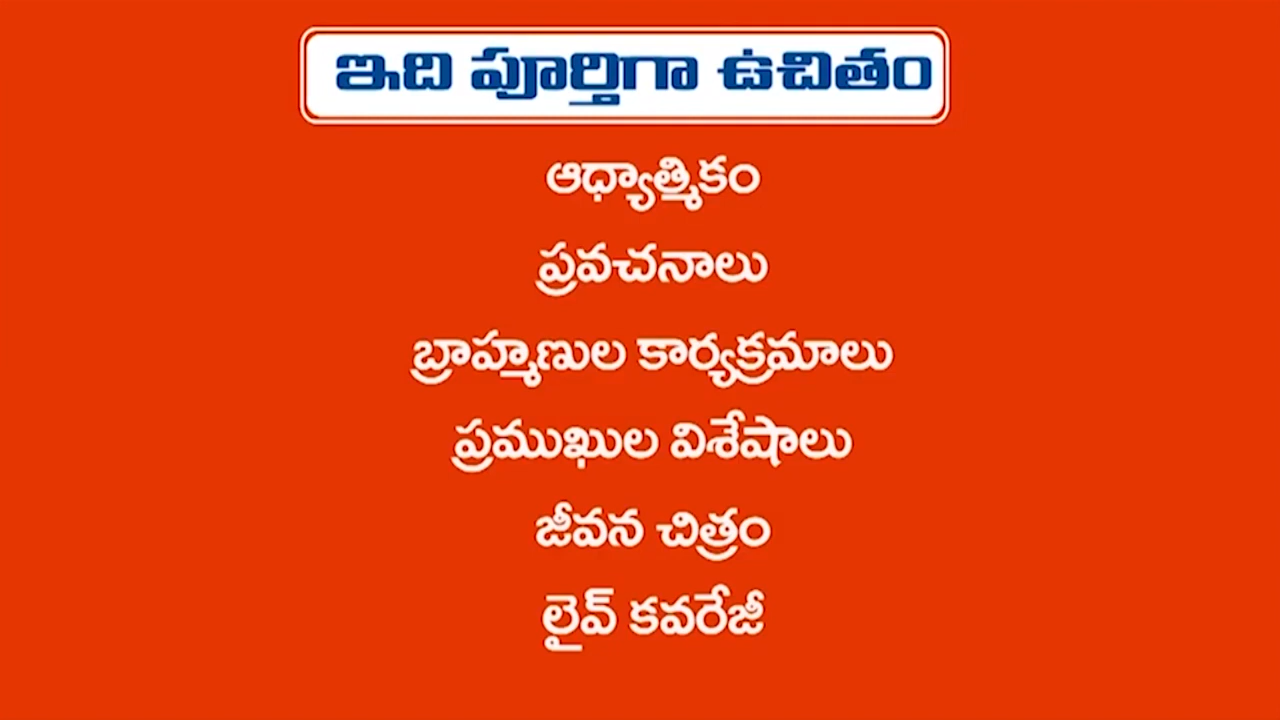 ఇది పూర్తిగా ఉచితం
ఆధ్యాత్మికం
ప్రవచనాలు
బ్రాహ్మణుల కార్యక్రమాలు
ప్రముఖుల విశేషాలు
జీవన చిత్రం
లైవ్ కవరేజీ